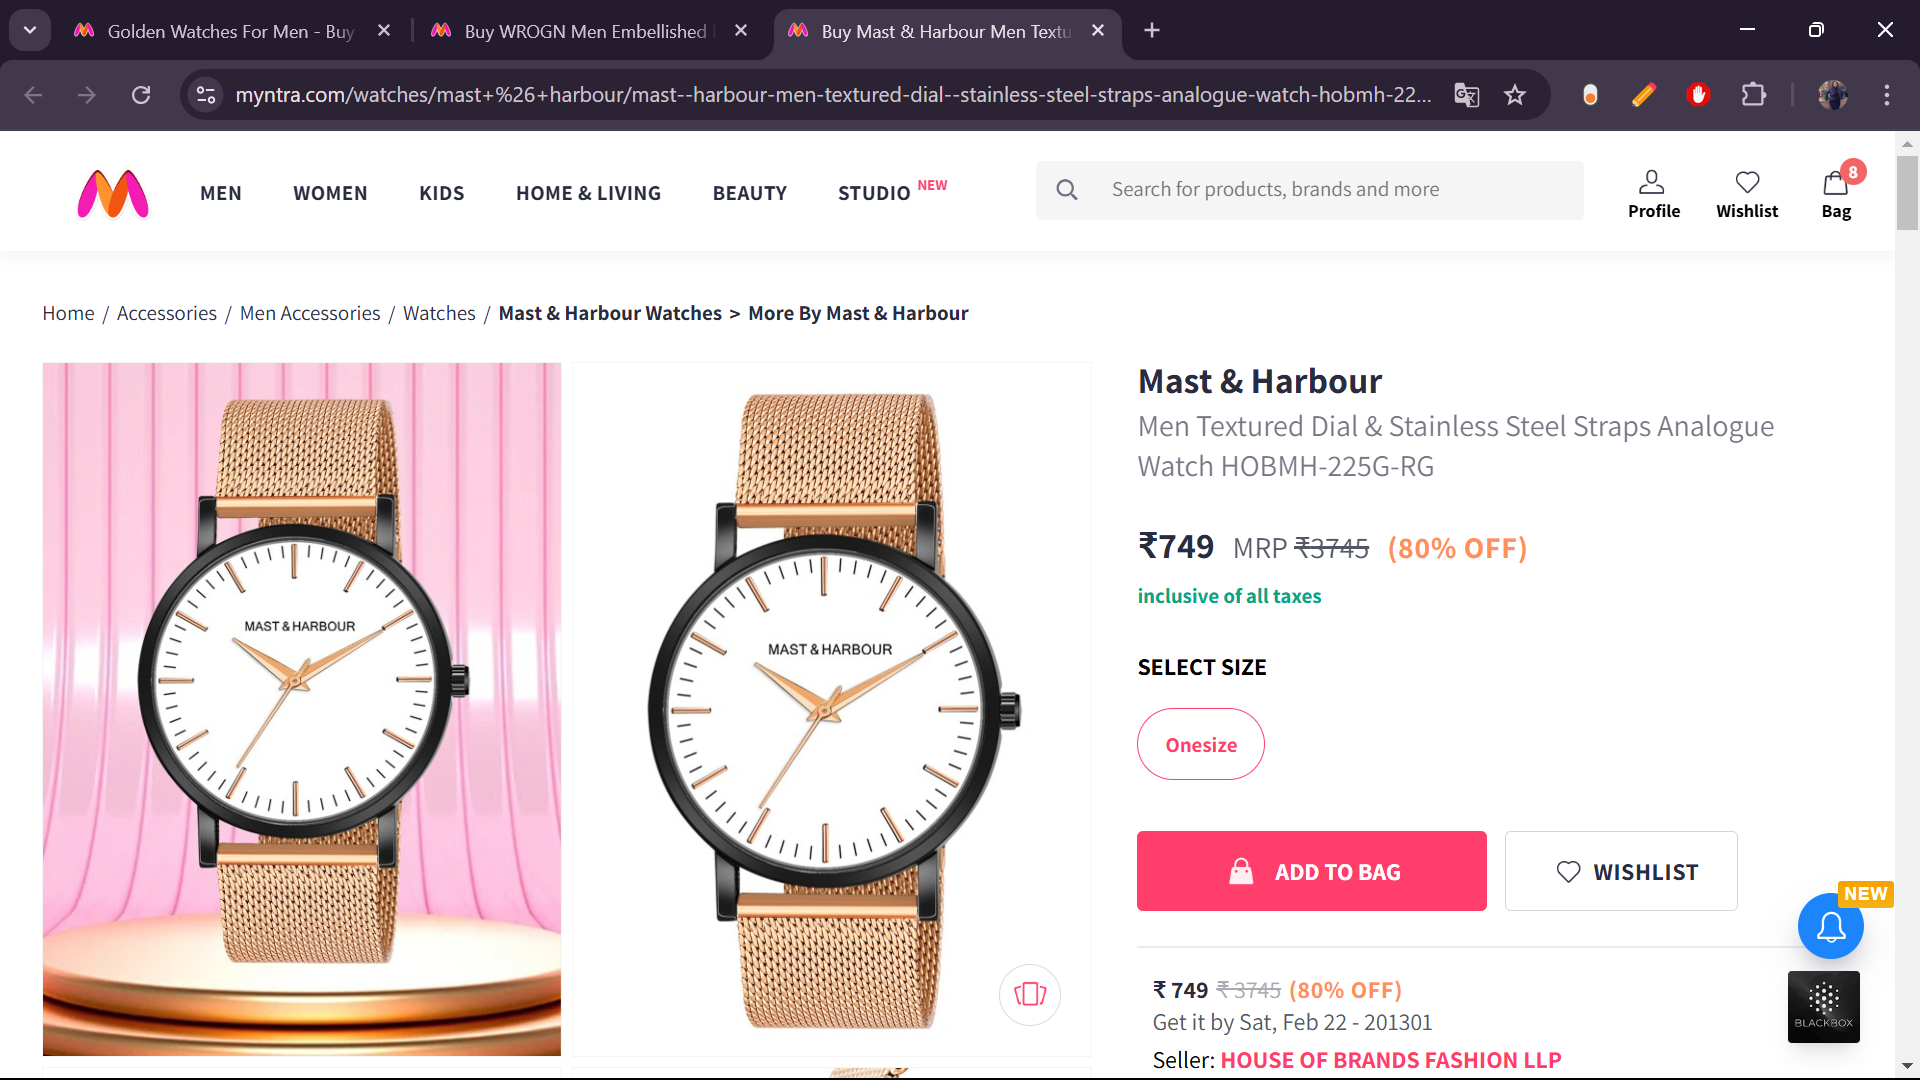 Golden Watches For Men - Buy
Buy WROGN Men Embellished
Buy Mast & Harbour Men Textu
myntra.com/watches/mast+%26+harbour/mast--harbour-men-textured-dial--stainless-steel-straps-analogue-watch-hobmh-22...
MEN
WOMEN
KIDS
HOME & LIVING
BEAUTY
STUDIO NEW
Search for products, brands and more
Profile
Wishlist
8
Bag
Home / Accessories / Men Accessories / Watches / Mast & Harbour Watches > More By Mast & Harbour
MAST & HARBOUR
MAST & HARBOUR
Mast & Harbour
Men Textured Dial & Stainless Steel Straps Analogue
Watch HOBMH-225G-RG
₹749 MRP ₹3745 (80% OFF)
inclusive of all taxes
SELECT SIZE
Onesize
ADD TO BAG
WISHLIST
NEW
₹ 749 ₹ 3745 (80% OFF)
Get it by Sat, Feb 22 - 201301
Seller: HOUSE OF BRANDS FASHION LLP
BLACKBOX